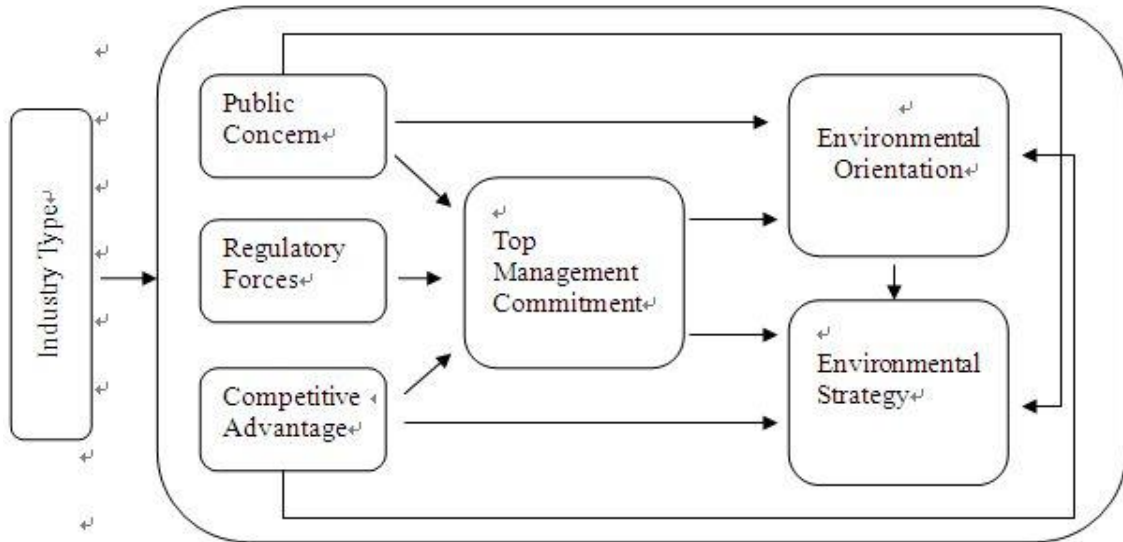 Industry Type
Public
Concern
Regulatory
Forces
Competitive
Advantage
Top
Management
Commitment
Environmental
Orientation
Environmental
Strategy